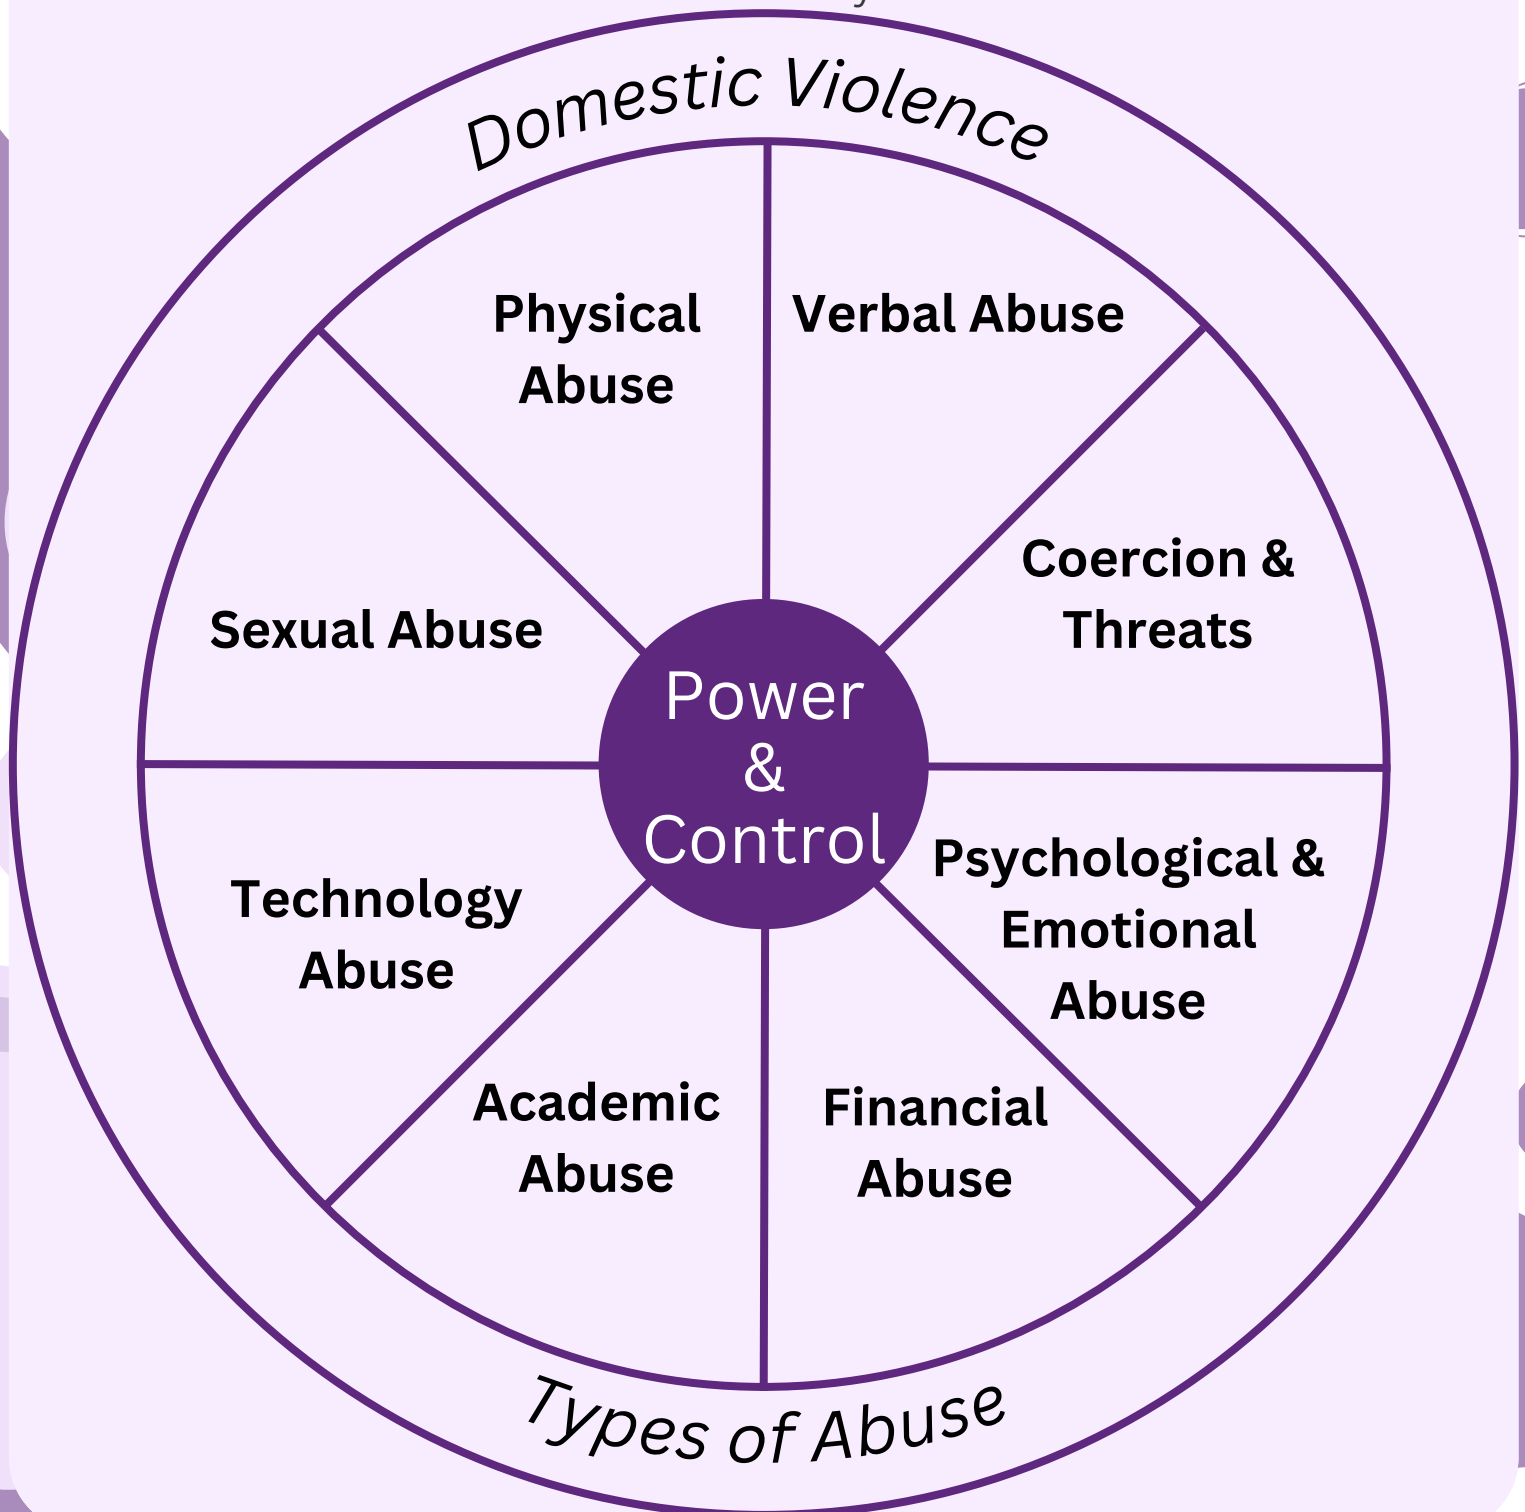 Domestic Violence
Physical
Abuse
Verbal Abuse
Coercion &
Threats
Sexual Abuse
Power
&
Control
Psychological &
Emotional
Abuse
Technology
Abuse
Academic
Abuse
Financial
Abuse
Types of Abuse